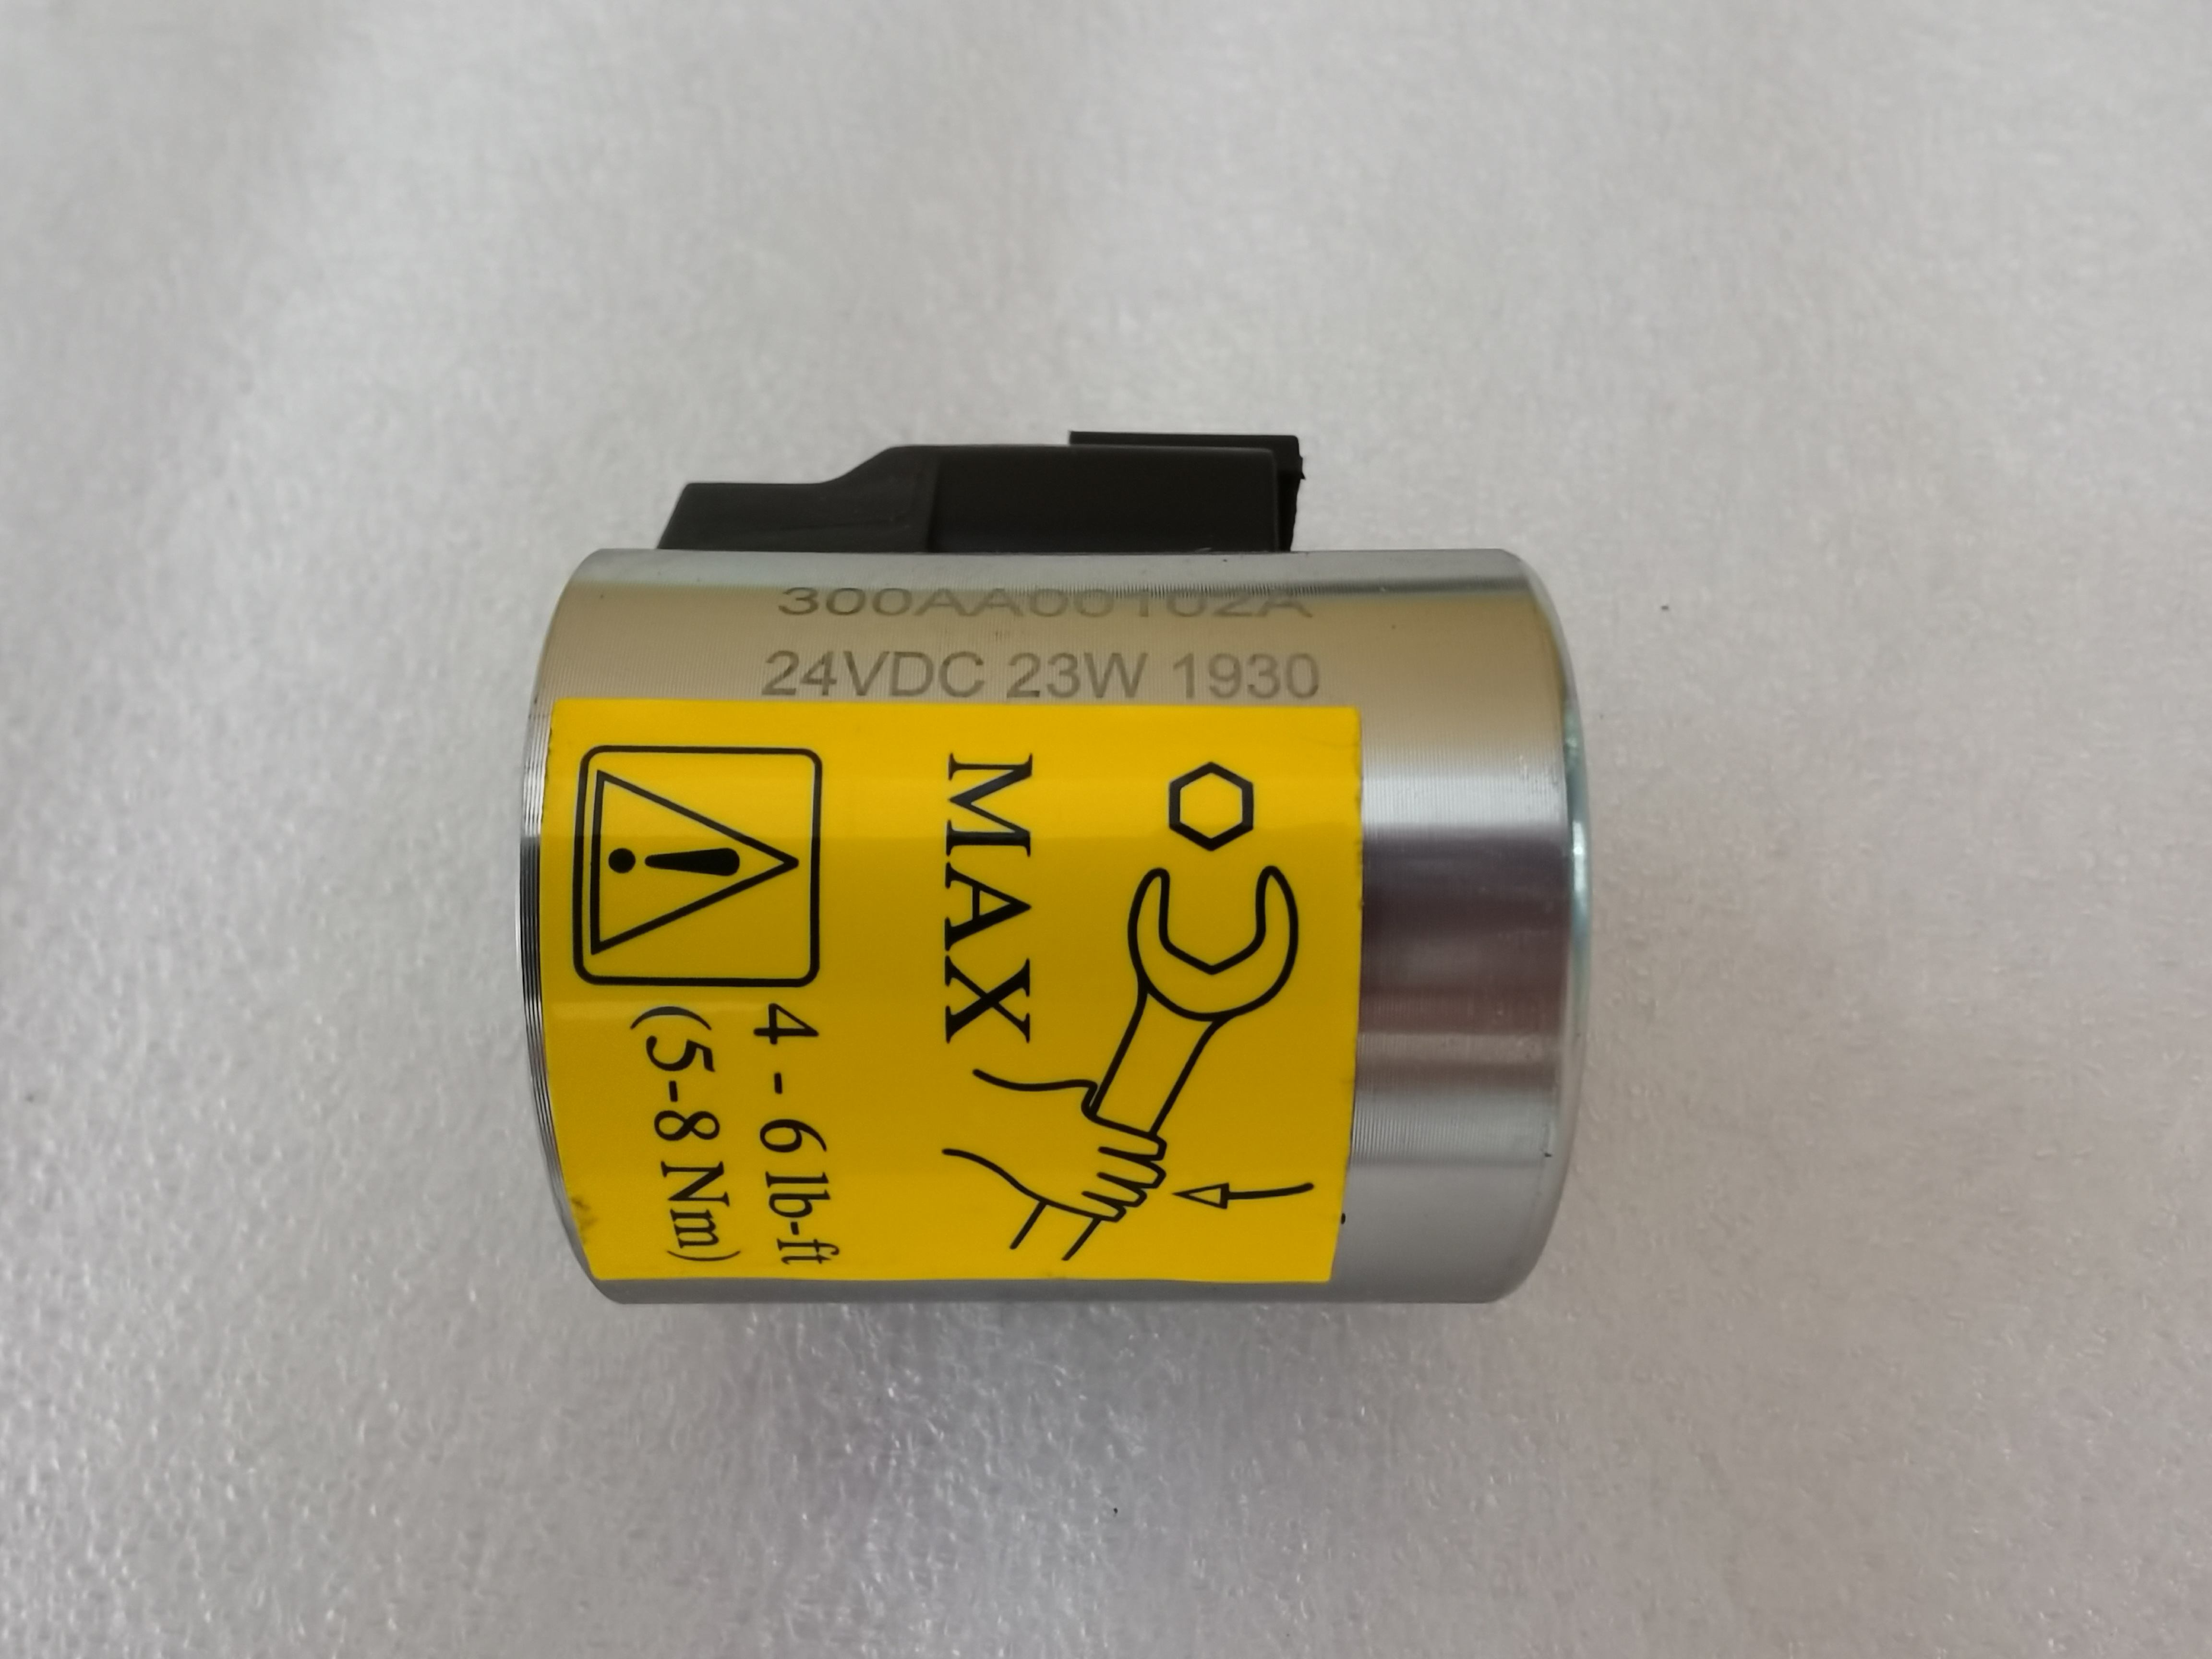 300AA00102A
24VDC 23W 1930
MAX
4 - 6 lb-ft
(5-8 Nm)